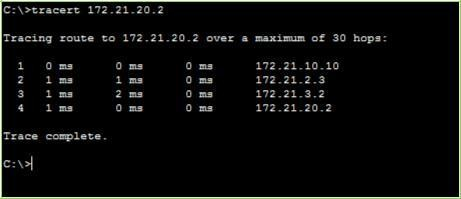 C:\>tracert 172.21.20.2
Tracing route to 172.21.20.2 over a maximum of 30 hops:
1 0 ms 0 ms 0 ms 172.21.10.10
2 1 ms 1 ms 0 ms 172.21.2.3
3 1 ms 2 ms 0 ms 172.21.3.2
4 1 ms 0 ms 0 ms 172.21.20.2
Trace complete.
C:\>